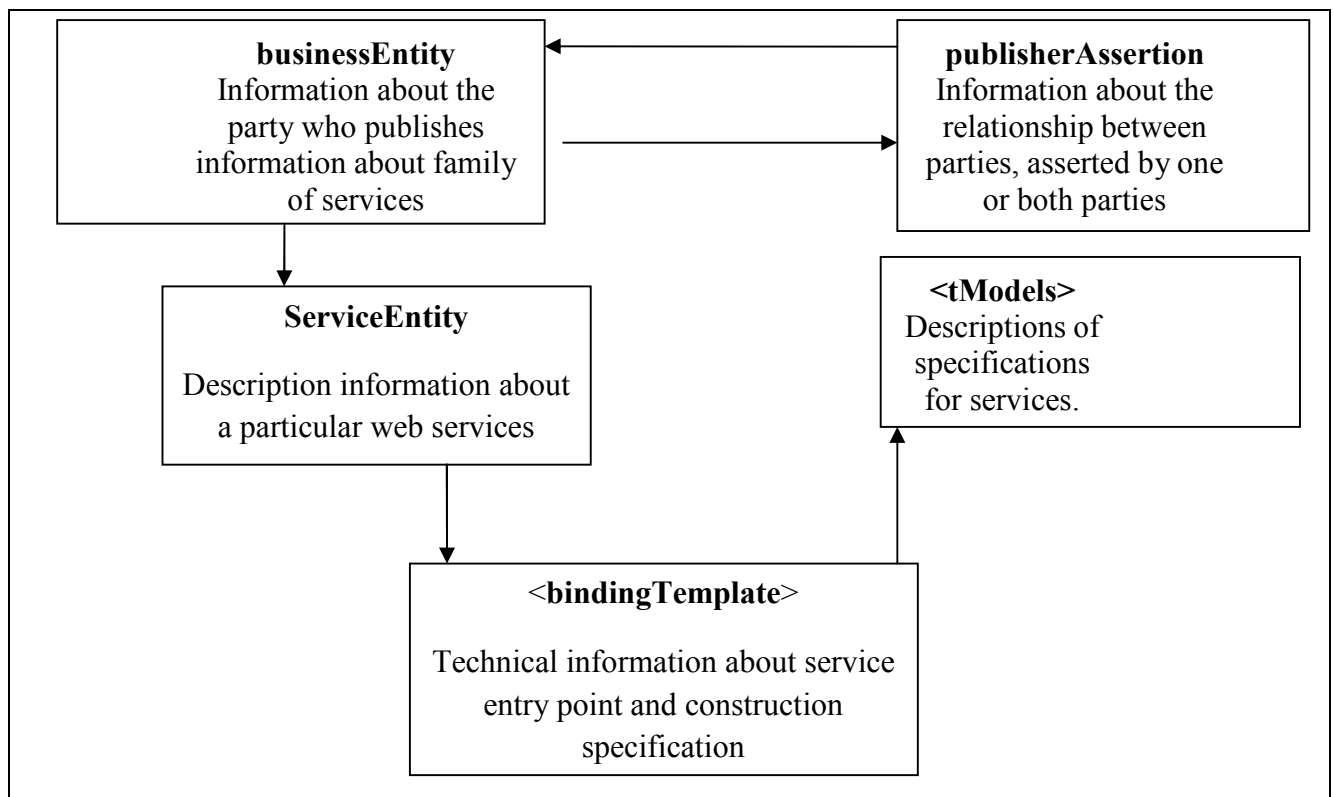 businessEntity
Information about the
party who publishes
information about family
of services
publisherAssertion
Information about the
relationship between
parties, asserted by one
or both parties
ServiceEntity
Description information about
a particular web services
<tModels>
Descriptions of
specifications
for services.
<bindingTemplate>
Technical information about service
entry point and construction
specification